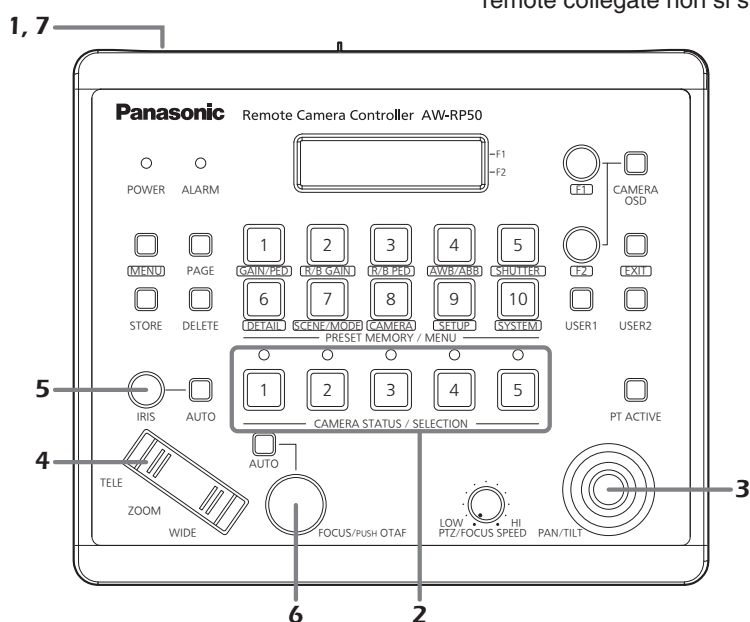 remote collegate non si s
1, 7
Panasonic Remote Camera Controller AW-RP50
F1
F2
POWER ALARM
F1 CAMERA OSD
MENU PAGE
1 2 3 4 5
GAIN/PED R/B GAIN R/B PED AWB/ABB SHUTTER
F2 EXIT
STORE DELETE
6 7 8 9 10
DETAIL SCENE/MODE CAMERA SETUP SYSTEM
USER1 USER2
PRESET MEMORY / MENU
5
IRIS AUTO
1 2 3 4 5
CAMERA STATUS / SELECTION
PT ACTIVE
4
AUTO
TELE
ZOOM
WIDE
FOCUS/PUSH OTAF
LOW HI
PTZ/FOCUS SPEED
PAN/TILT
3
6
2